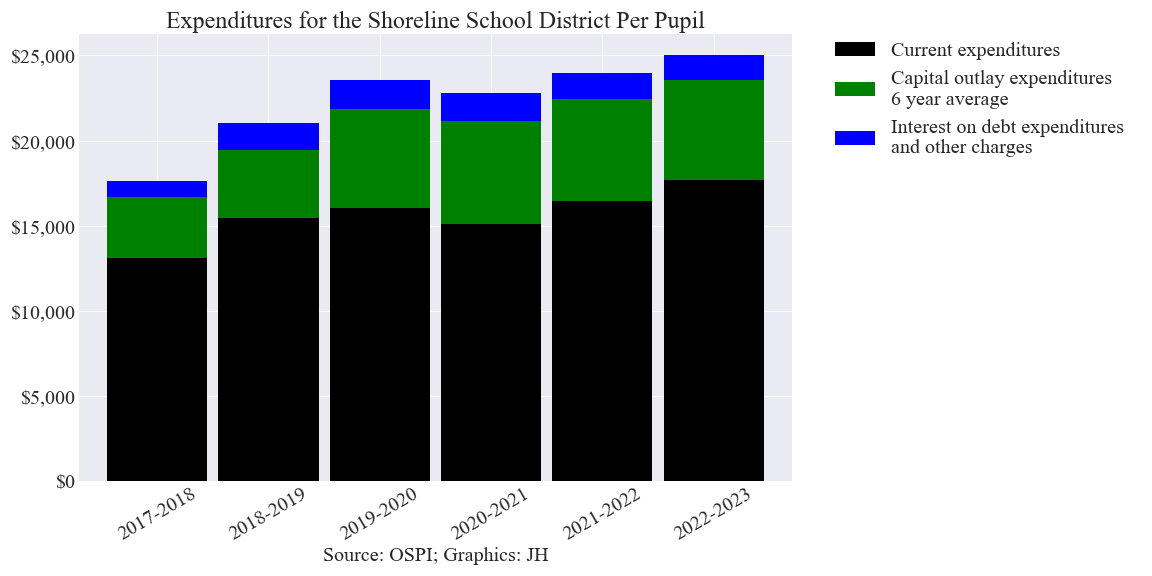 Expenditures for the Shoreline School District Per Pupil
$25,000
$20,000
$15,000
$10,000
$5,000
$0
2017-2018
2018-2019
2019-2020
2020-2021
2021-2022
2022-2023
Source: OSPI; Graphics: JH
Current expenditures
Capital outlay expenditures
6 year average
Interest on debt expenditures
and other charges